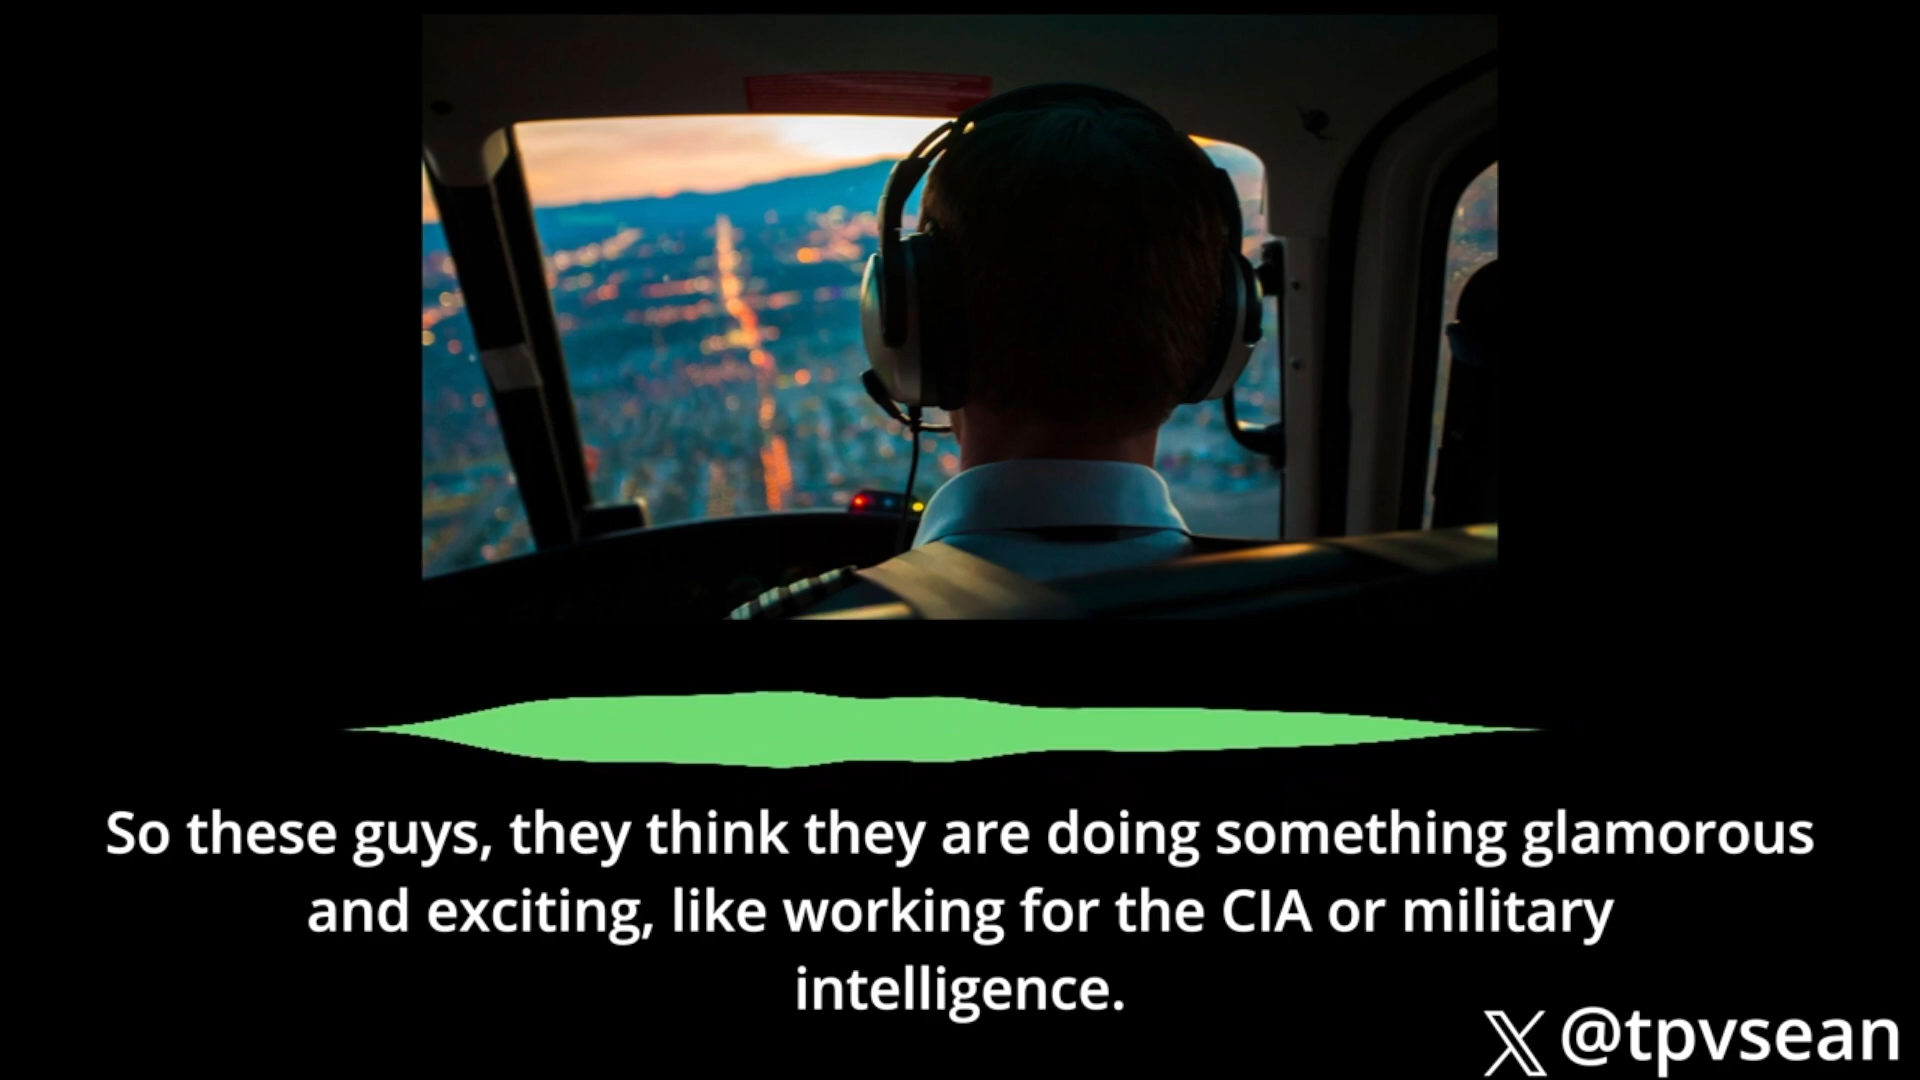 So these guys, they think they are doing something glamorous
and exciting, like working for the CIA or military
intelligence.
X @tpvsean